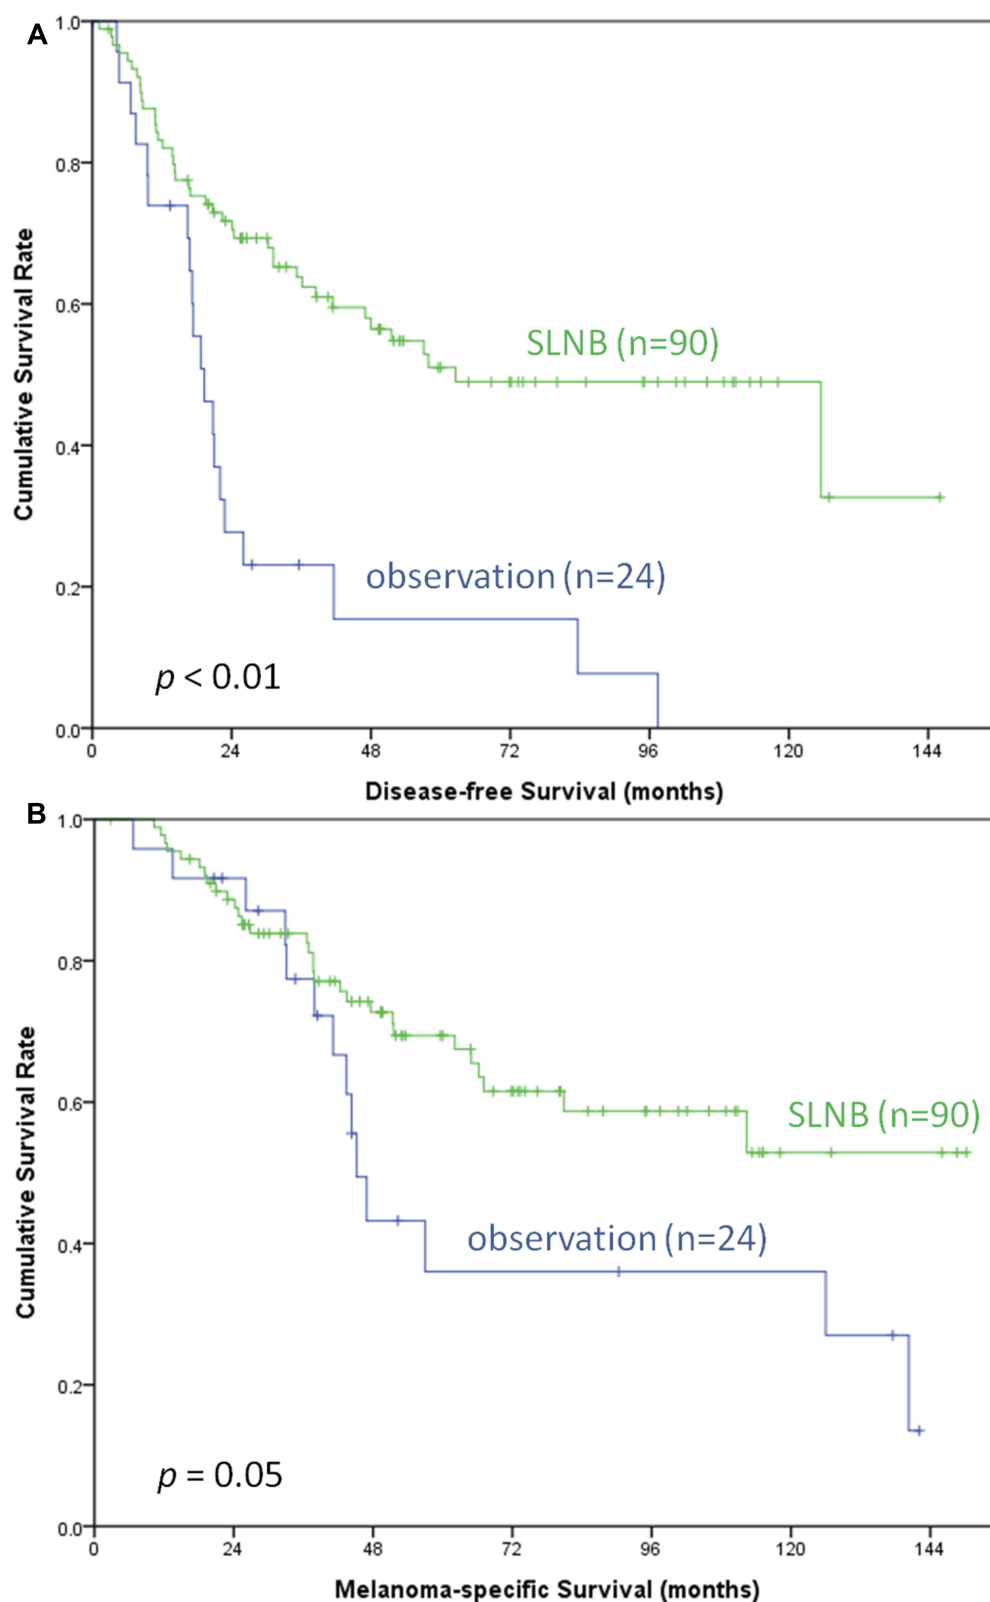 A
1.0
0.8
0.6
0.4
0.2
0.0
Cumulative Survival Rate
SLNB (n=90)
observation (n=24)
p < 0.01
0 24 48 72 96 120 144
Disease-free Survival (months)
B
1.0
0.8
0.6
0.4
0.2
0.0
Cumulative Survival Rate
SLNB (n=90)
observation (n=24)
p = 0.05
0 24 48 72 96 120 144
Melanoma-specific Survival (months)